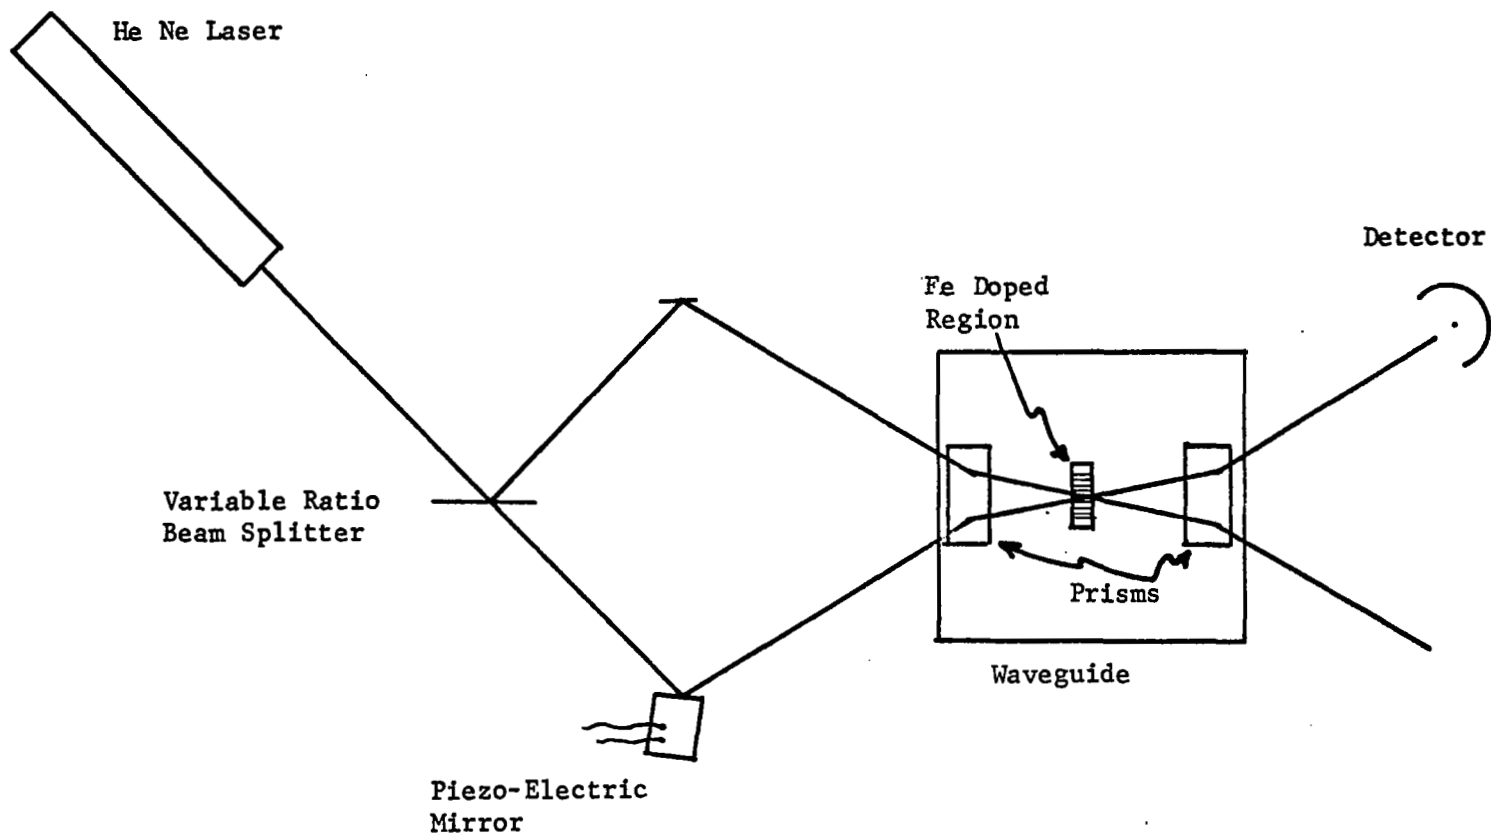 He Ne Laser
Detector
Fe Doped
Region
Variable Ratio
Beam Splitter
Prisms
Waveguide
Piezo-Electric
Mirror